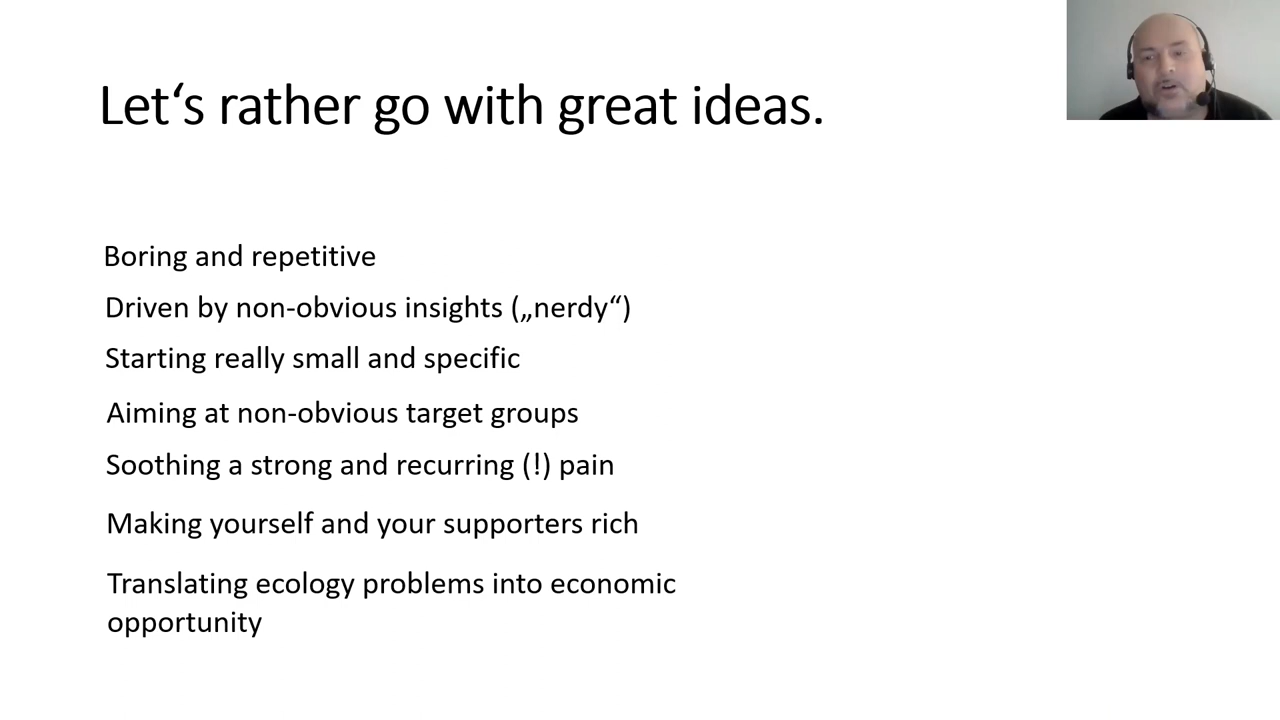 Let‘s rather go with great ideas.
Boring and repetitive
Driven by non-obvious insights („nerdy“)
Starting really small and specific
Aiming at non-obvious target groups
Soothing a strong and recurring (!) pain
Making yourself and your supporters rich
Translating ecology problems into economic
opportunity